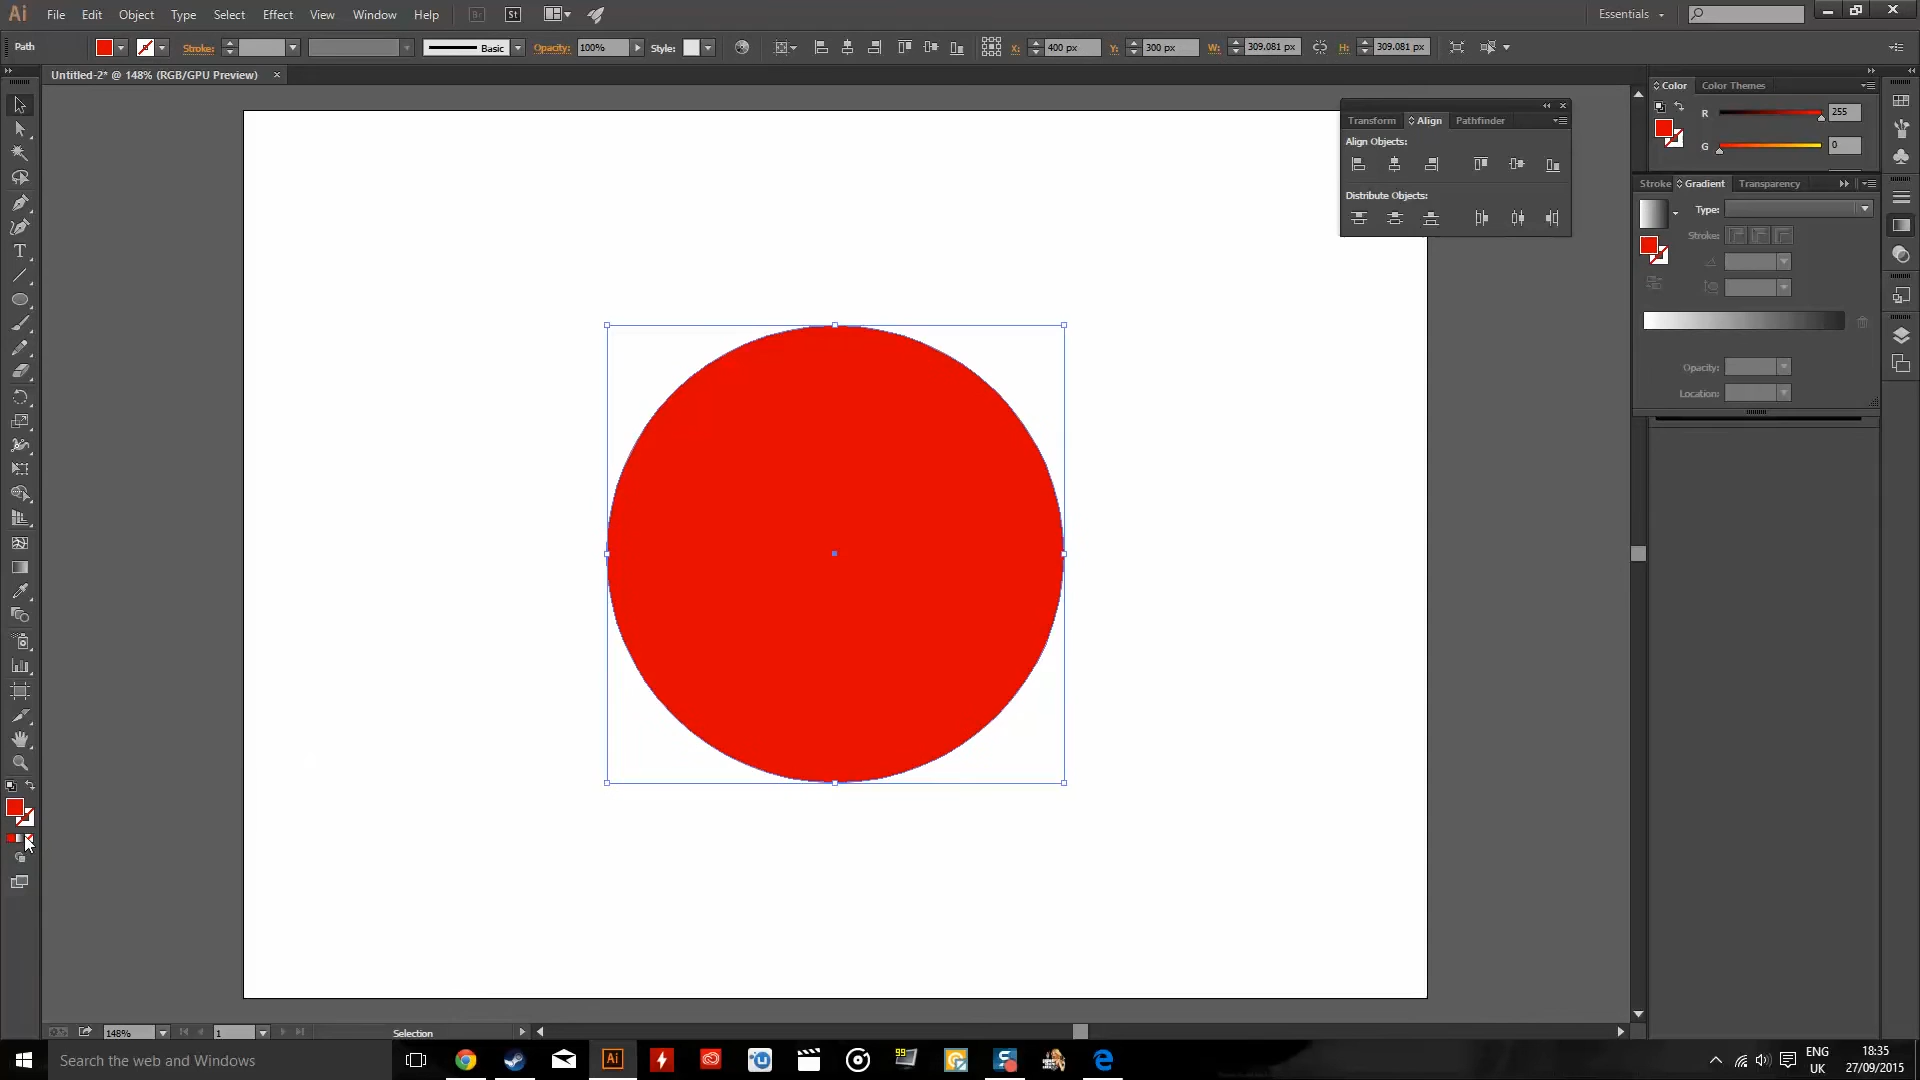 Ai File Edit Object Type Select Effect View Window Help Br St Essentials
Path Stroke: Basic Opacity: 100% Style: X: 400 px Y: 300 px W: 309.081 px H: 309.081 px
Untitled-2* @ 148% (RGB/GPU Preview)
Color Color Themes
R 255
G 0
Transform Align Pathfinder
Align Objects:
Distribute Objects:
Stroke Gradient Transparency
Type:
Stroke:
Opacity:
Location:
148% 1 Selection
Search the web and Windows
Ai
99
ENG
UK
18:35
27/09/2015